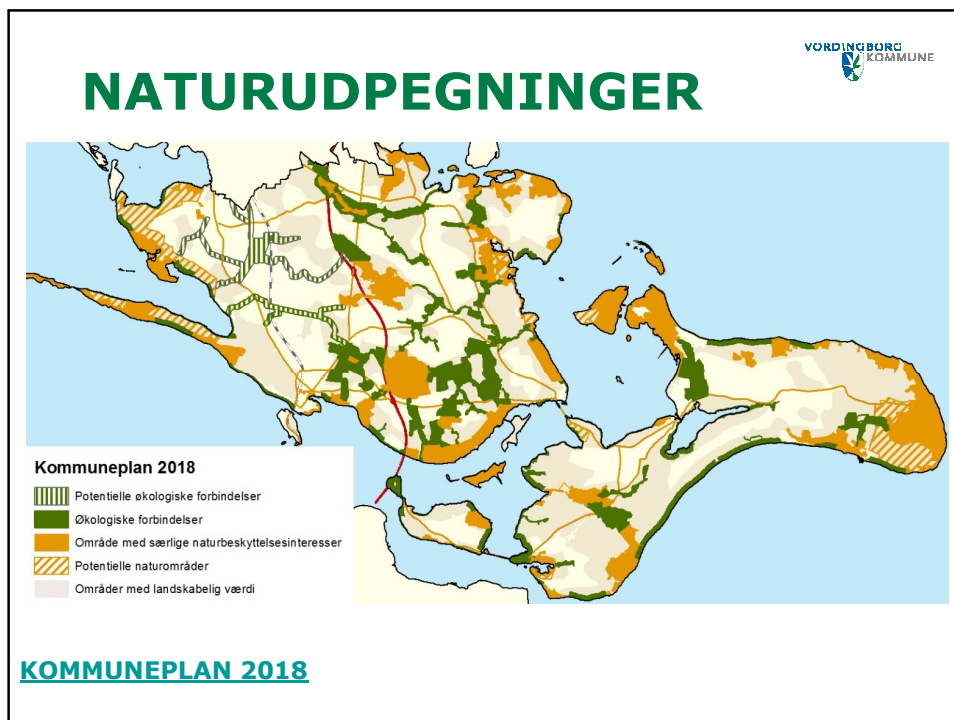 VORDINGBORG
KOMMUNE
NATURUDPEGNINGER
Kommuneplan 2018
Potentielle økologiske forbindelser
Økologiske forbindelser
Område med særlige naturbeskyttelsesinteresser
Potentielle naturområder
Områder med landskabelig værdi
KOMMUNEPLAN 2018